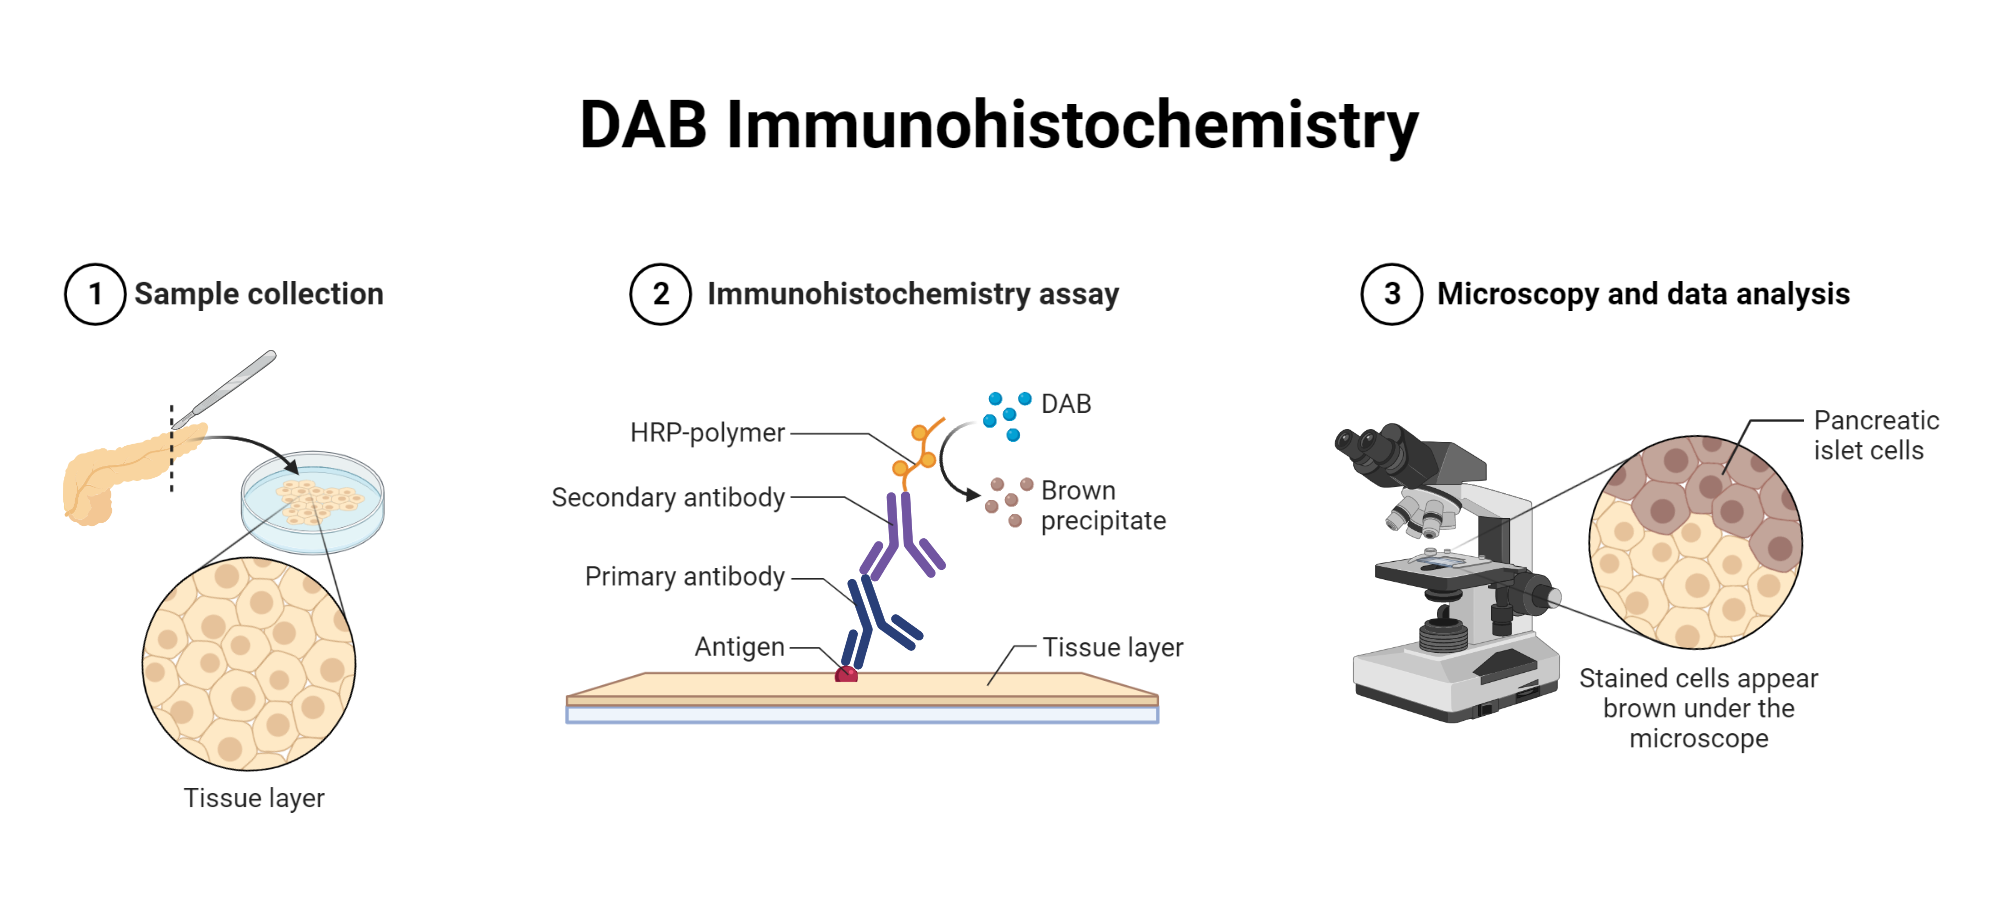 DAB Immunohistochemistry
1 Sample collection
Tissue layer
2 Immunohistochemistry assay
HRP-polymer
Secondary antibody
Primary antibody
Antigen
DAB
Brown
precipitate
Tissue layer
3 Microscopy and data analysis
Pancreatic
islet cells
Stained cells appear
brown under the
microscope